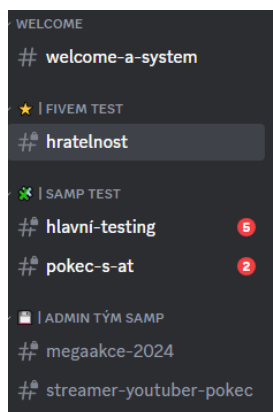 WELCOME
welcome-a-system
⭐ | FIVEM TEST
hratelnost
🧩 | SAMP TEST
hlavní-testing 5
pokec-s-at 2
💾 | ADMIN TÝM SAMP
megaakce-2024
streamer-youtuber-pokec